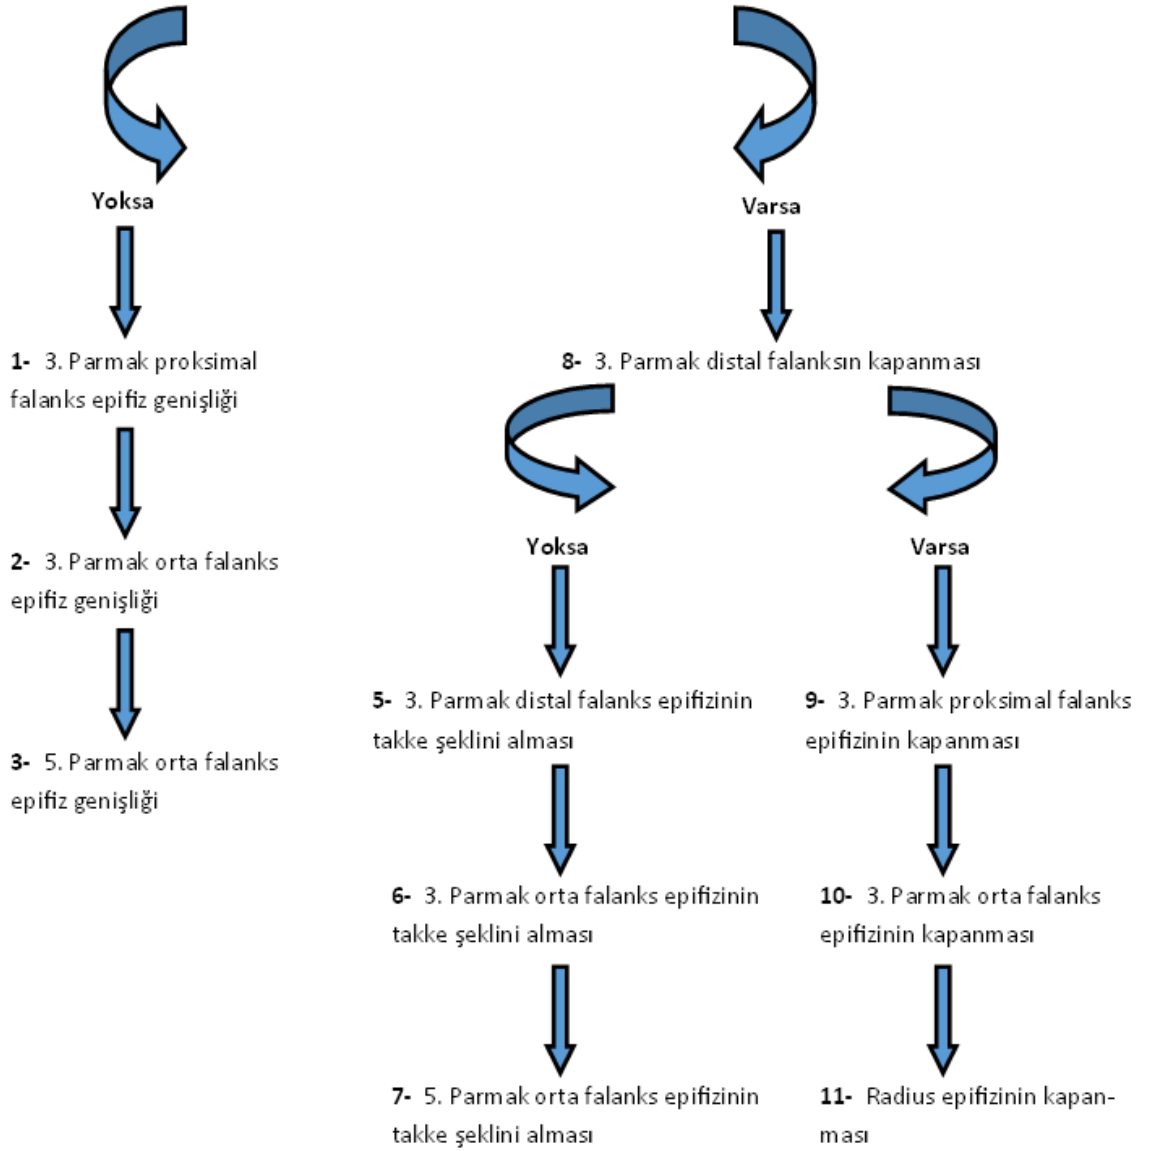 Yoksa
1- 3. Parmak proksimal
falanks epifiz genişliği
2- 3. Parmak orta falanks
epifiz genişliği
3- 5. Parmak orta falanks
epifiz genişliği
Varsa
8- 3. Parmak distal falanksın kapanması
Yoksa
5- 3. Parmak distal falanks epifizinin
takke şeklini alması
6- 3. Parmak orta falanks epifizinin
takke şeklini alması
7- 5. Parmak orta falanks epifizinin
takke şeklini alması
Varsa
9- 3. Parmak proksimal falanks
epifizinin kapanması
10- 3. Parmak orta falanks
epifizinin kapanması
11- Radius epifizinin kapan-
ması